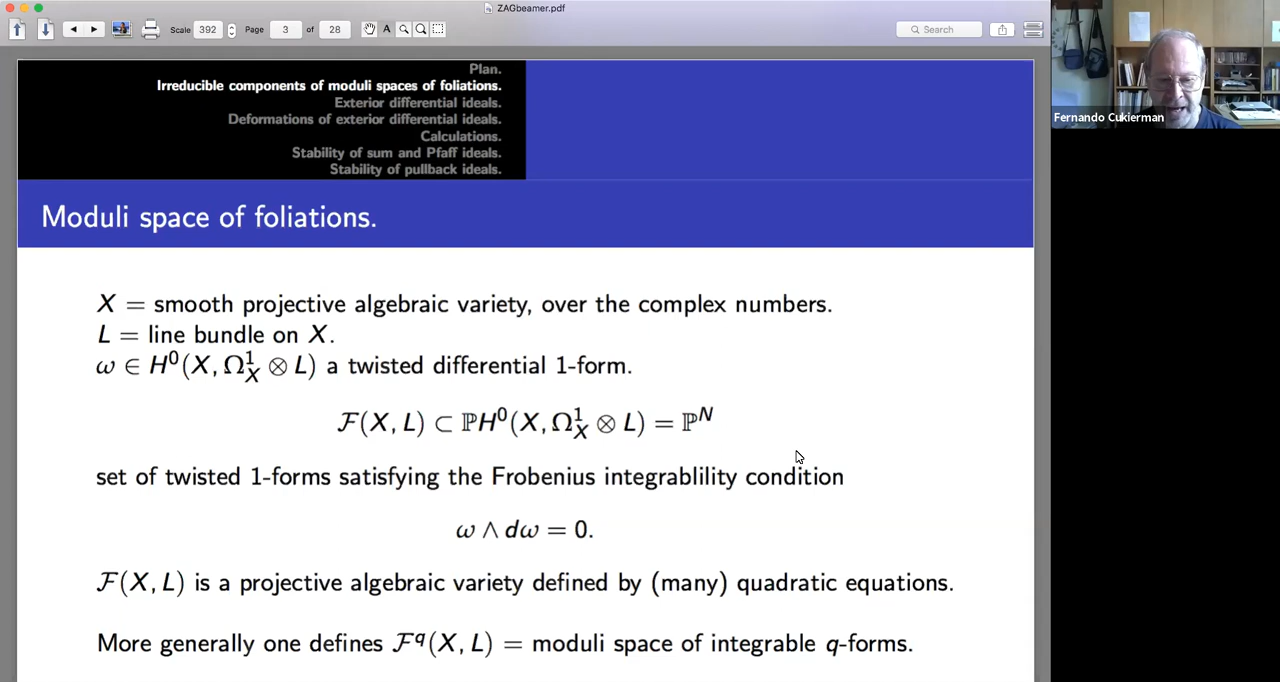 ZAGbeamer.pdf
Scale 392 Page 3 of 28 A Search
Plan.
Irreducible components of moduli spaces of foliations.
Exterior differential ideals.
Deformations of exterior differential ideals.
Calculations.
Stability of sum and Pfaff ideals.
Stability of pullback ideals.
Moduli space of foliations.
X = smooth projective algebraic variety, over the complex numbers.
L = line bundle on X.
ω ∈ H⁰(X, Ω¹_X ⊗ L) a twisted differential 1-form.
ℱ(X, L) ⊂ ℙH⁰(X, Ω¹_X ⊗ L) = ℙᴺ
set of twisted 1-forms satisfying the Frobenius integrablility condition
ω ∧ dω = 0.
ℱ(X, L) is a projective algebraic variety defined by (many) quadratic equations.
More generally one defines ℱ^q(X, L) = moduli space of integrable q-forms.
Fernando Cukierman